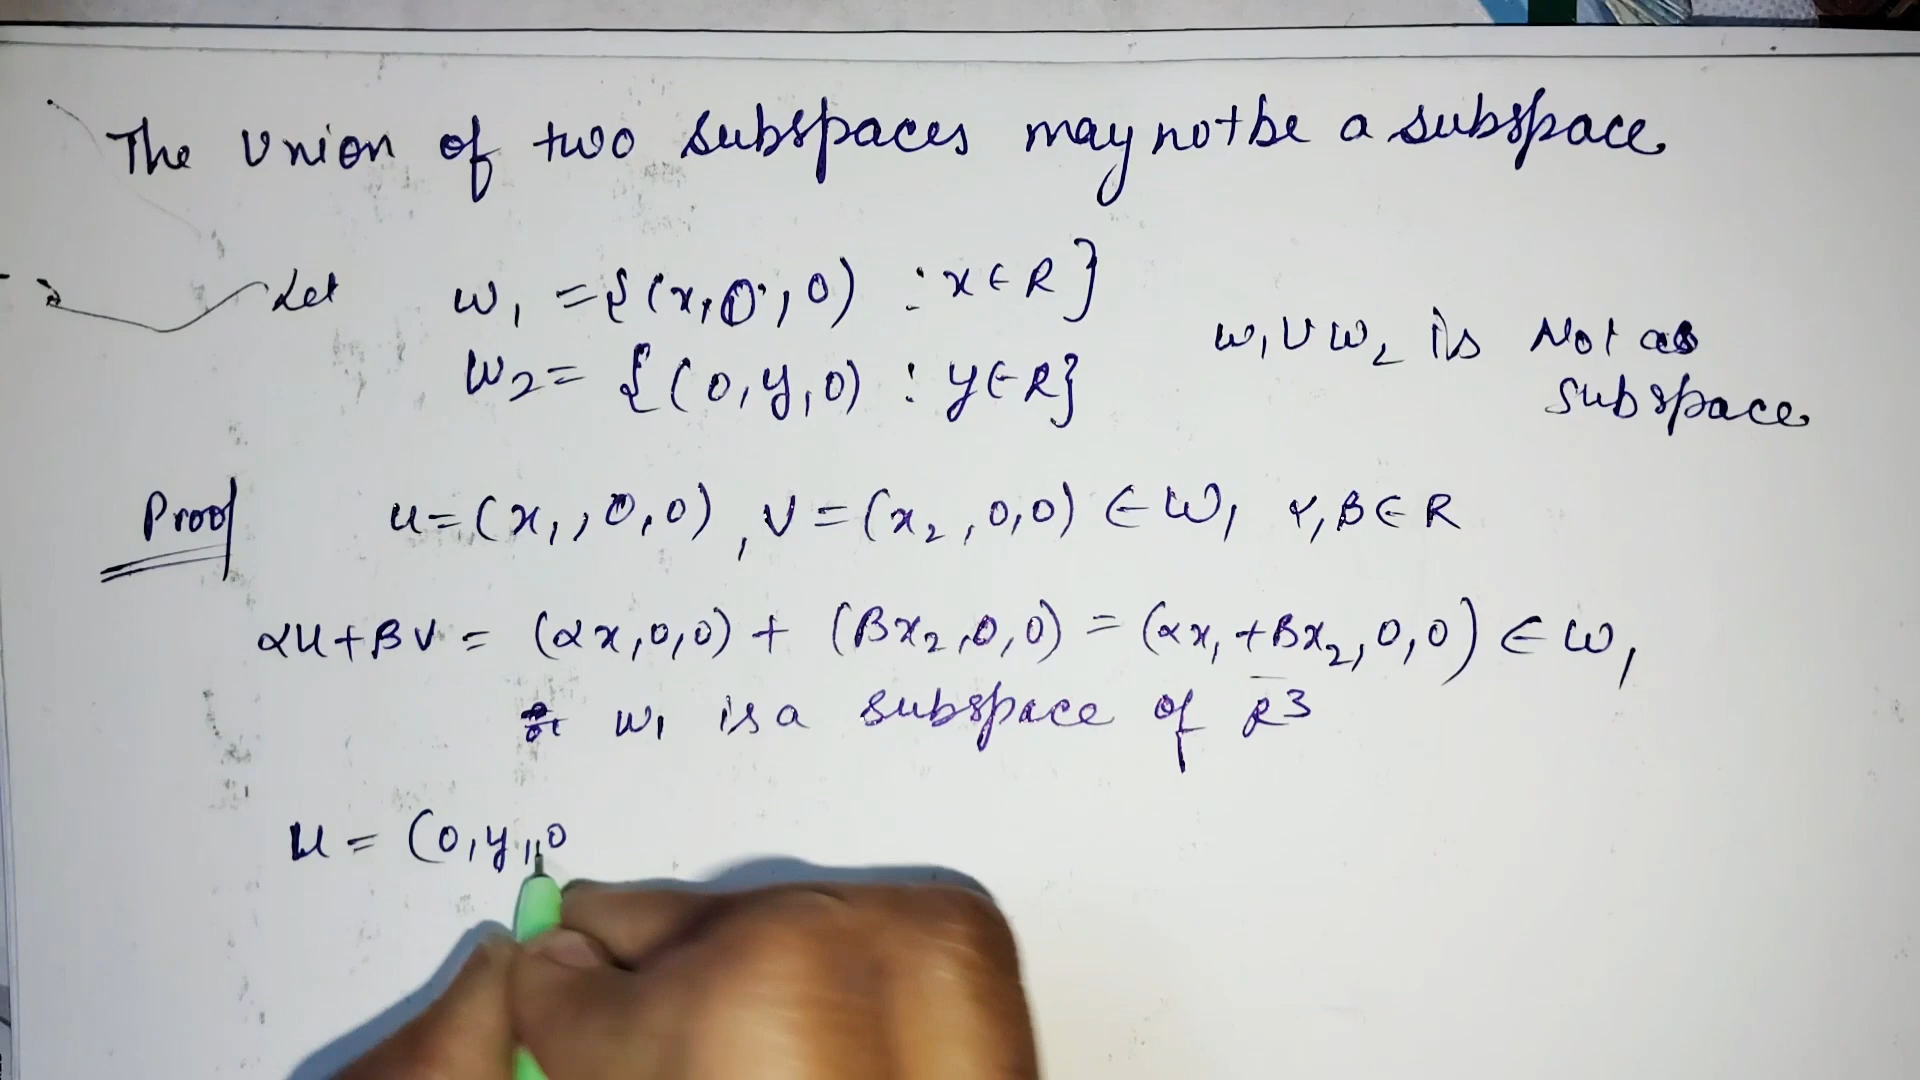 The Union of two subspaces may not be a subspace
Let w₁ = {(x, 0, 0) : x ∈ R}
W₂ = {(0, y, 0) : y ∈ R}
w₁ ∪ w₂ is Not a
subspace
Proof u = (x₁, 0, 0), v = (x₂, 0, 0) ∈ W₁ α, β ∈ R
αu + βv = (αx, 0, 0) + (βx₂, 0, 0) = (αx₁ + βx₂, 0, 0) ∈ w₁
w₁ is a subspace of R³
u = (0, y₁, 0